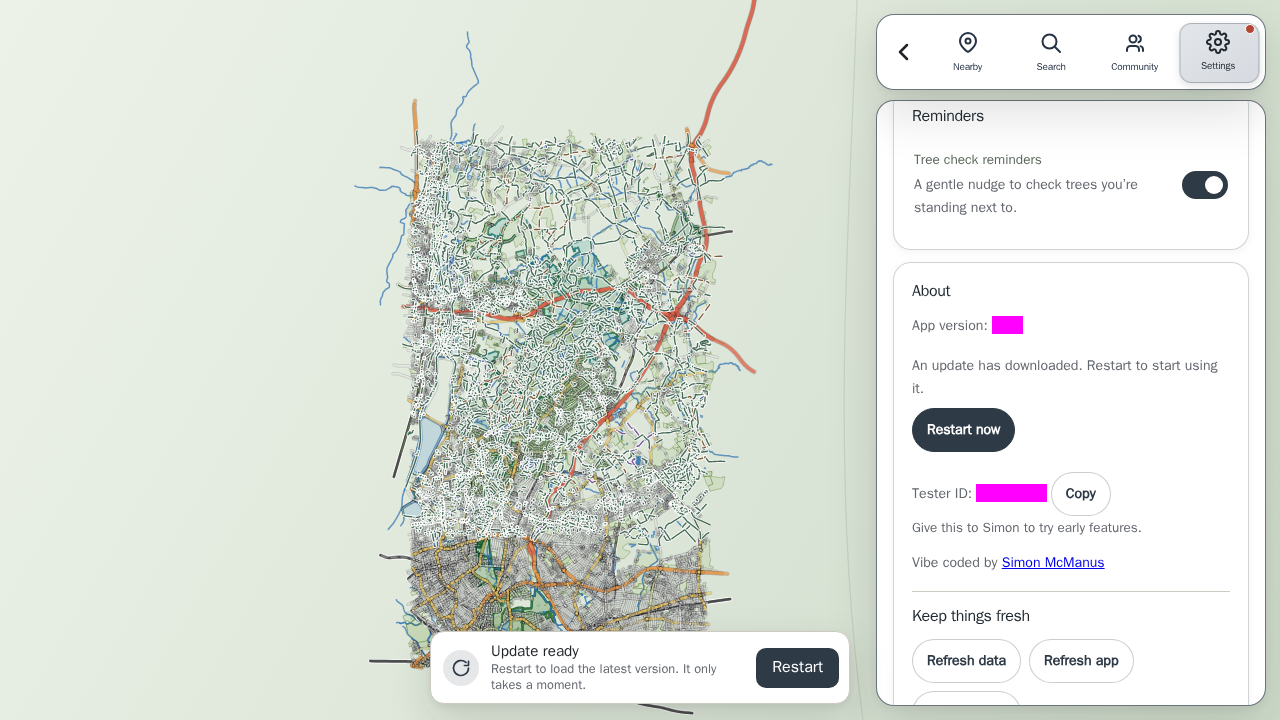 Nearby
Search
Community
Settings
Reminders
Tree check reminders
A gentle nudge to check trees you're
standing next to.
About
App version:
An update has downloaded. Restart to start using
it.
Restart now
Tester ID:
Copy
Give this to Simon to try early features.
Vibe coded by Simon McManus
Keep things fresh
Refresh data
Refresh app
Update ready
Restart to load the latest version. It only
takes a moment.
Restart